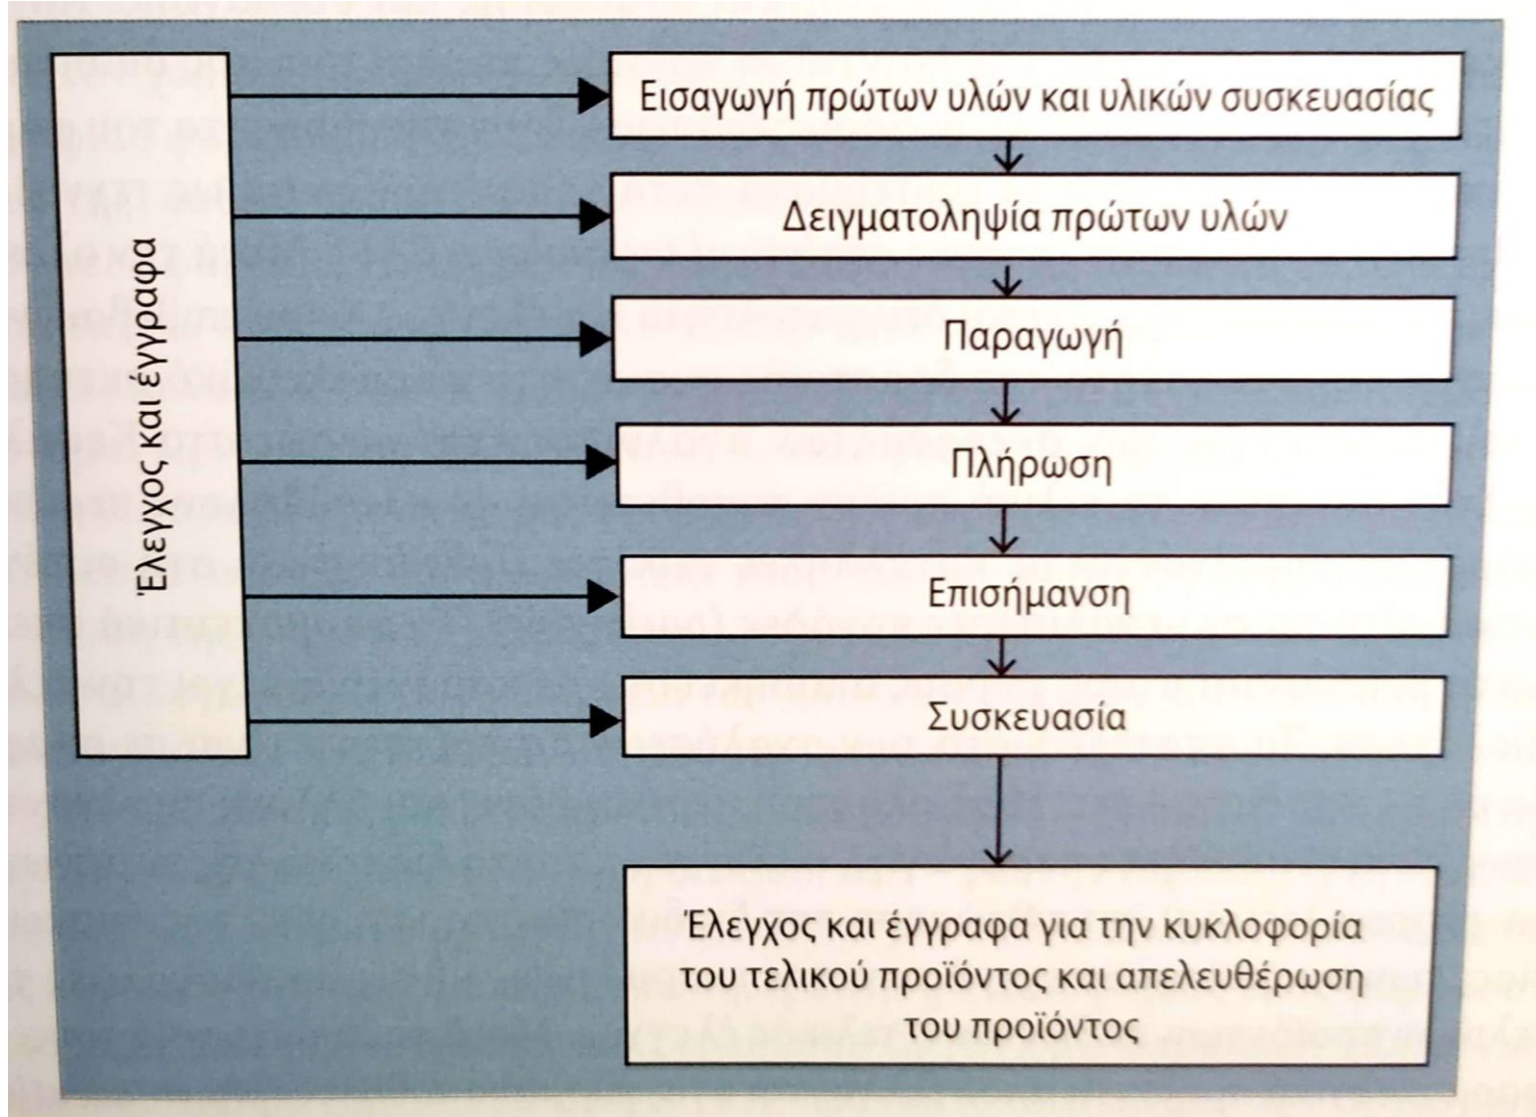 Έλεγχος και έγγραφα
Εισαγωγή πρώτων υλών και υλικών συσκευασίας
Δειγματοληψία πρώτων υλών
Παραγωγή
Πλήρωση
Επισήμανση
Συσκευασία
Έλεγχος και έγγραφα για την κυκλοφορία
του τελικού προϊόντος και απελευθέρωση
του προϊόντος